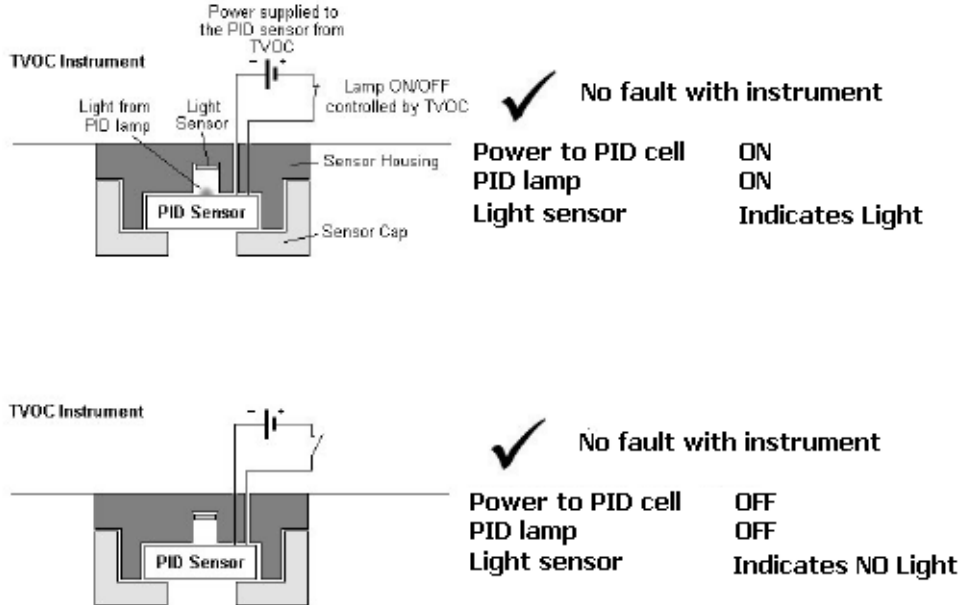 Power supplied to
the PID sensor from
TVOC
TVOC Instrument
- +
Lamp ON/OFF
controlled by TVOC
Light from
PID lamp
Light
Sensor
Sensor Housing
PID Sensor
Sensor Cap
No fault with instrument
Power to PID cell ON
PID lamp ON
Light sensor Indicates Light
TVOC Instrument
- +
PID Sensor
No fault with instrument
Power to PID cell OFF
PID lamp OFF
Light sensor Indicates NO Light